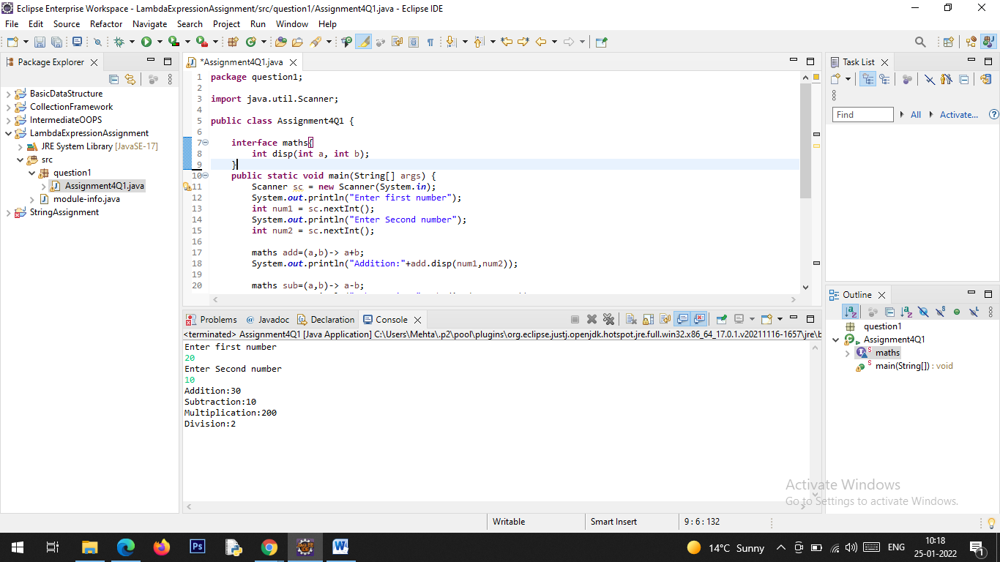 Eclipse Enterprise Workspace - LambdaExpressionAssignment/src/question1/Assignment4Q1.java - Eclipse IDE
File Edit Source Refactor Navigate Search Project Run Window Help
Package Explorer
BasicDataStructure
CollectionFramework
IntermediateOOPS
LambdaExpressionAssignment
JRE System Library [JavaSE-17]
src
question1
Assignment4Q1.java
module-info.java
StringAssignment
*Assignment4Q1.java
1 package question1;
2
3 import java.util.Scanner;
4
5 public class Assignment4Q1 {
6
7 interface maths{
8 int disp(int a, int b);
9 }
10 public static void main(String[] args) {
11 Scanner sc = new Scanner(System.in);
12 System.out.println("Enter first number");
13 int num1 = sc.nextInt();
14 System.out.println("Enter Second number");
15 int num2 = sc.nextInt();
16
17 maths add=(a,b)-> a+b;
18 System.out.println("Addition:"+add.disp(num1,num2));
19
20 maths sub=(a,b)-> a-b;
Task List
Find All Activate...
Outline
question1
Assignment4Q1
maths
main(String[]) : void
Problems @ Javadoc Declaration Console
<terminated> Assignment4Q1 [Java Application] C:\Users\Mehta\.p2\pool\plugins\org.eclipse.justj.openjdk.hotspot.jre.full.win32.x86_64_17.0.1.v20211116-1657\jre\b
Enter first number
20
Enter Second number
10
Addition:30
Subtraction:10
Multiplication:200
Division:2
Activate Windows
Go to Settings to activate Windows.
Writable Smart Insert 9 : 6 : 132
Ps
W
14°C Sunny
ENG
10:18
25-01-2022
1